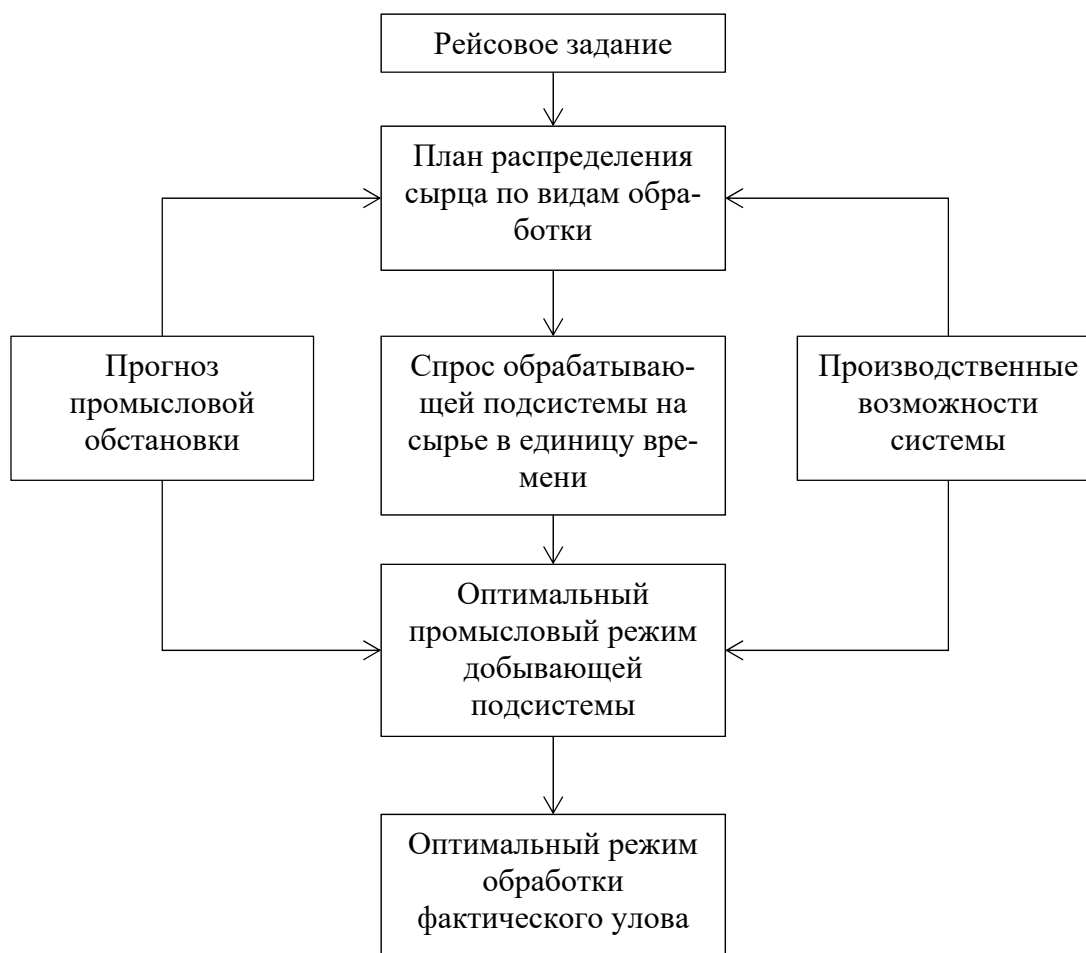 Рейсовое задание
План распределения
сырца по видам обра-
ботки
Прогноз
промысловой
обстановки
Спрос обрабатываю-
щей подсистемы на
сырье в единицу вре-
мени
Производственные
возможности
системы
Оптимальный
промысловый режим
добывающей
подсистемы
Оптимальный режим
обработки
фактического улова